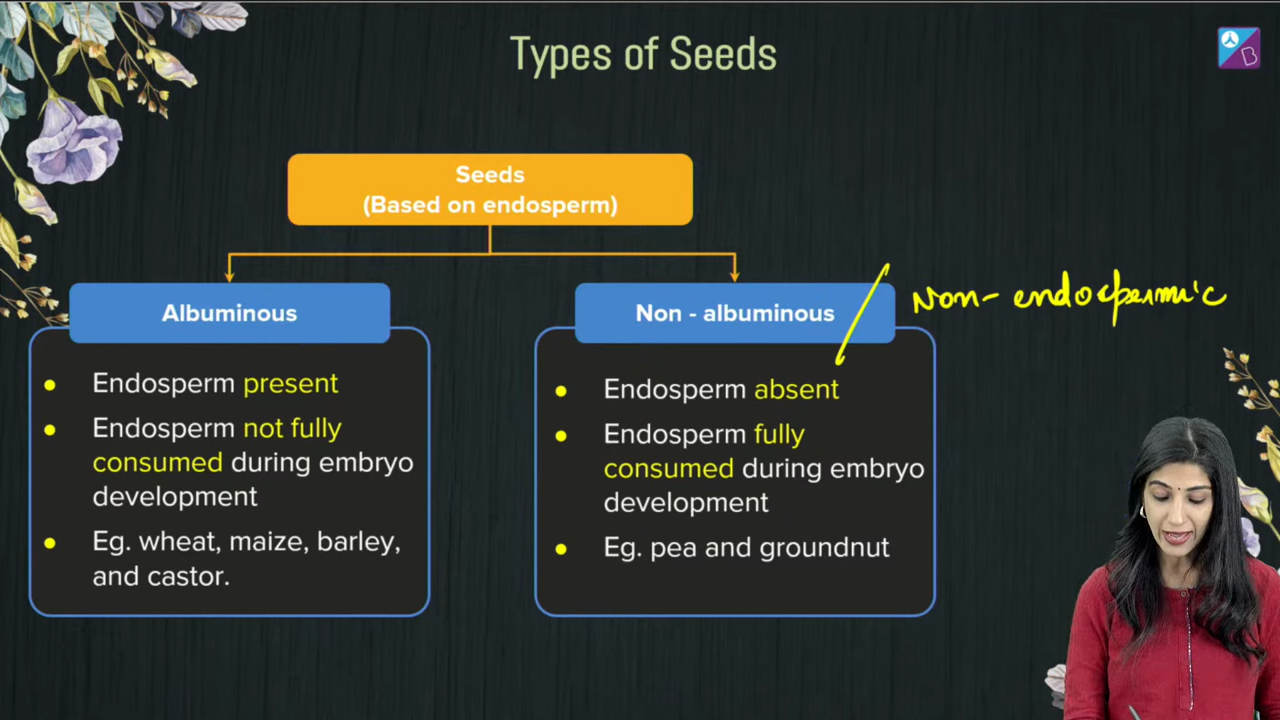 Types of Seeds
B
Seeds
(Based on endosperm)
Albuminous
Endosperm present
Endosperm not fully
consumed during embryo
development
Eg. wheat, maize, barley,
and castor.
Non - albuminous
Non-endospermic
Endosperm absent
Endosperm fully
consumed during embryo
development
Eg. pea and groundnut